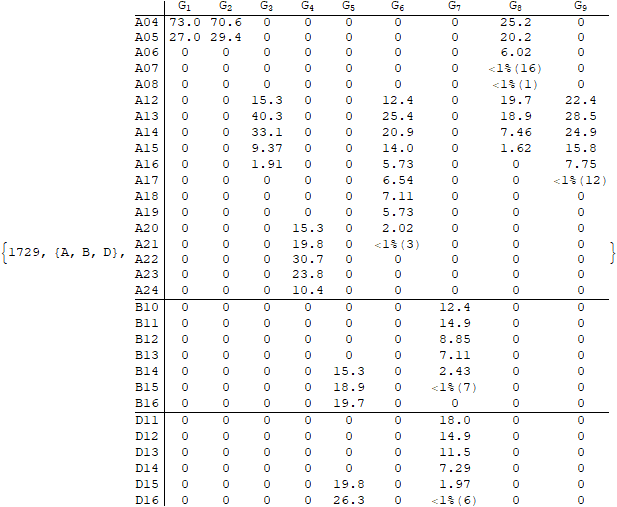 G₁ G₂ G₃ G₄ G₅ G₆ G₇ G₈ G₉
A04 73.0 70.6 0 0 0 0 0 25.2 0
A05 27.0 29.4 0 0 0 0 0 20.2 0
A06 0 0 0 0 0 0 0 6.02 0
A07 0 0 0 0 0 0 0 <1%(16) 0
A08 0 0 0 0 0 0 0 <1%(1) 0
A12 0 0 15.3 0 0 12.4 0 19.7 22.4
A13 0 0 40.3 0 0 25.4 0 18.9 28.5
A14 0 0 33.1 0 0 20.9 0 7.46 24.9
A15 0 0 9.37 0 0 14.0 0 1.62 15.8
A16 0 0 1.91 0 0 5.73 0 0 7.75
A17 0 0 0 0 0 6.54 0 0 <1%(12)
A18 0 0 0 0 0 7.11 0 0 0
A19 0 0 0 0 0 5.73 0 0 0
A20 0 0 0 15.3 0 2.02 0 0 0
A21 0 0 0 19.8 0 <1%(3) 0 0 0
{1729, {A, B, D}, A22 0 0 0 30.7 0 0 0 0 0 }
A23 0 0 0 23.8 0 0 0 0 0
A24 0 0 0 10.4 0 0 0 0 0
B10 0 0 0 0 0 0 12.4 0 0
B11 0 0 0 0 0 0 14.9 0 0
B12 0 0 0 0 0 0 8.85 0 0
B13 0 0 0 0 0 0 7.11 0 0
B14 0 0 0 0 15.3 0 2.43 0 0
B15 0 0 0 0 18.9 0 <1%(7) 0 0
B16 0 0 0 0 19.7 0 0 0 0
D11 0 0 0 0 0 0 18.0 0 0
D12 0 0 0 0 0 0 14.9 0 0
D13 0 0 0 0 0 0 11.5 0 0
D14 0 0 0 0 0 0 7.29 0 0
D15 0 0 0 0 19.8 0 1.97 0 0
D16 0 0 0 0 26.3 0 <1%(6) 0 0